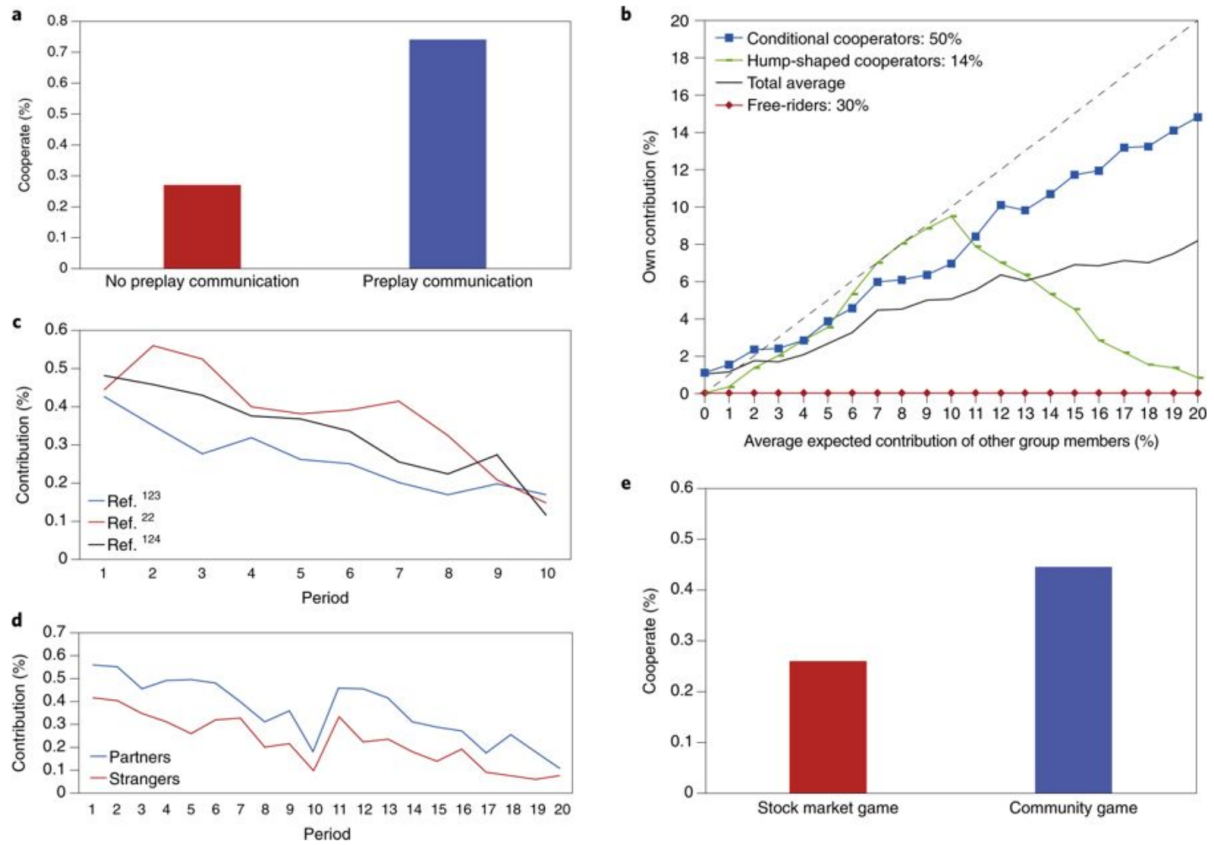 a
Cooperate (%)
0.8
0.7
0.6
0.5
0.4
0.3
0.2
0.1
0
No preplay communication Preplay communication
b
Own contribution (%)
20
18
16
14
12
10
8
6
4
2
0
Conditional cooperators: 50%
Hump-shaped cooperators: 14%
Total average
Free-riders: 30%
0 1 2 3 4 5 6 7 8 9 10 11 12 13 14 15 16 17 18 19 20
Average expected contribution of other group members (%)
c
Contribution (%)
0.6
0.5
0.4
0.3
0.2
0.1
0
Ref. 123
Ref. 22
Ref. 124
1 2 3 4 5 6 7 8 9 10
Period
d
Contribution (%)
0.7
0.6
0.5
0.4
0.3
0.2
0.1
0
Partners
Strangers
1 2 3 4 5 6 7 8 9 10 11 12 13 14 15 16 17 18 19 20
Period
e
Cooperate (%)
0.6
0.5
0.4
0.3
0.2
0.1
0
Stock market game Community game